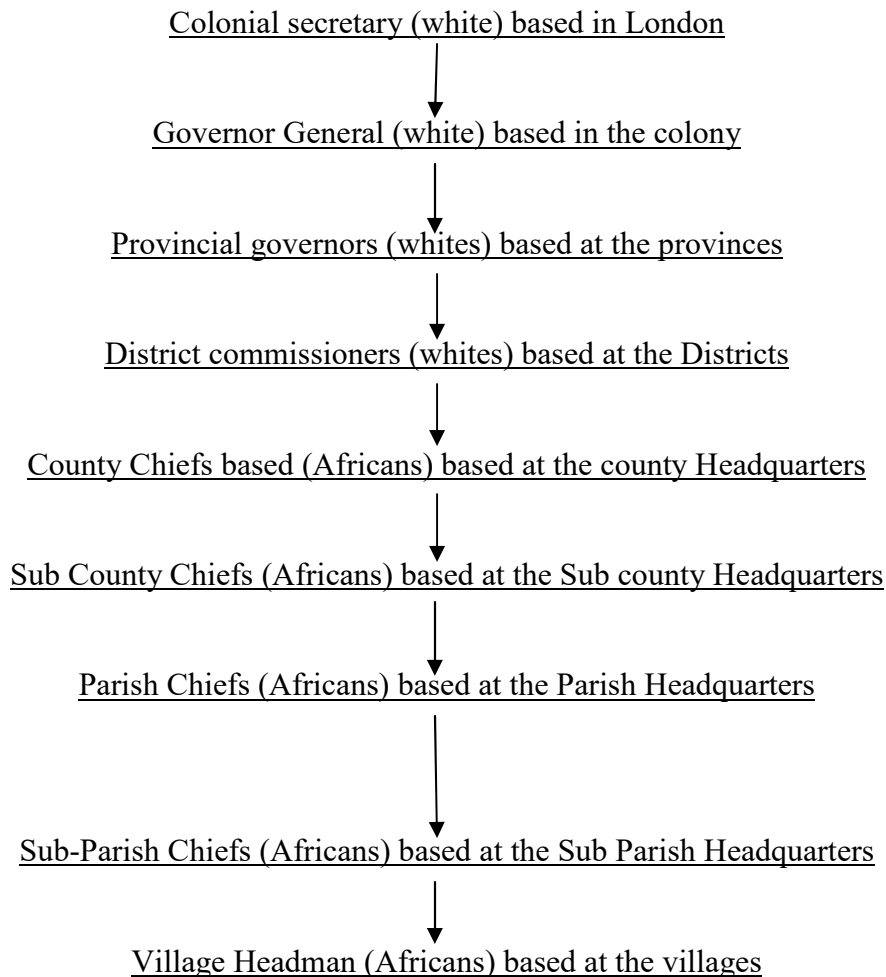 Colonial secretary (white) based in London
Governor General (white) based in the colony
Provincial governors (whites) based at the provinces
District commissioners (whites) based at the Districts
County Chiefs based (Africans) based at the county Headquarters
Sub County Chiefs (Africans) based at the Sub county Headquarters
Parish Chiefs (Africans) based at the Parish Headquarters
Sub-Parish Chiefs (Africans) based at the Sub Parish Headquarters
Village Headman (Africans) based at the villages